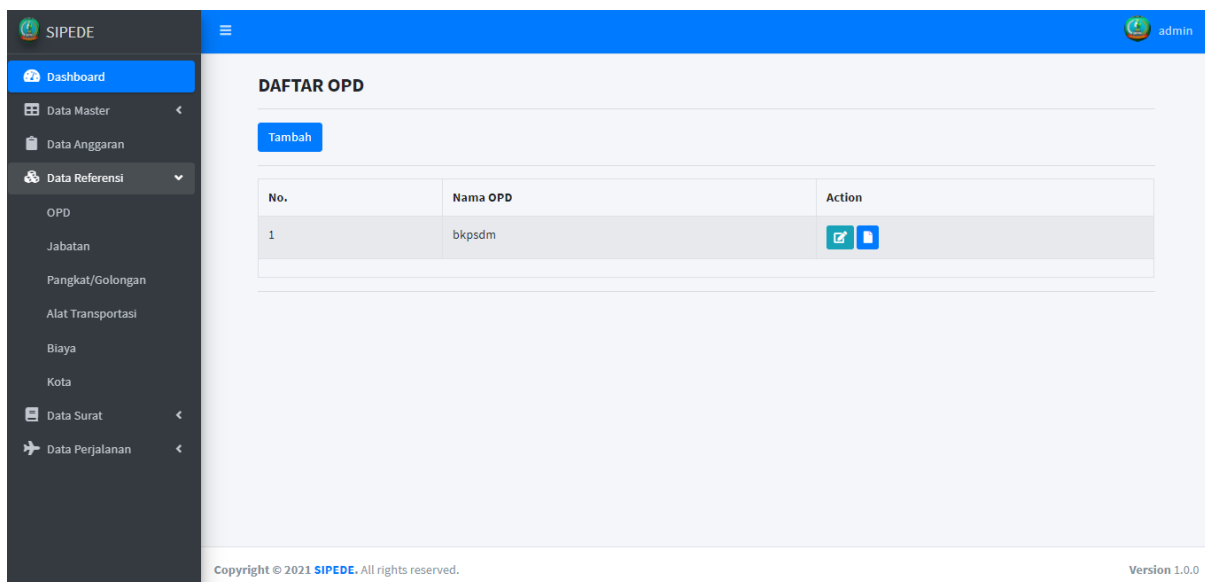 SIPEDE
admin
Dashboard
Data Master
Data Anggaran
Data Referensi
OPD
Jabatan
Pangkat/Golongan
Alat Transportasi
Biaya
Kota
Data Surat
Data Perjalanan
DAFTAR OPD
Tambah
No. Nama OPD Action
1 bkpsdm
Copyright © 2021 SIPEDE. All rights reserved. Version 1.0.0